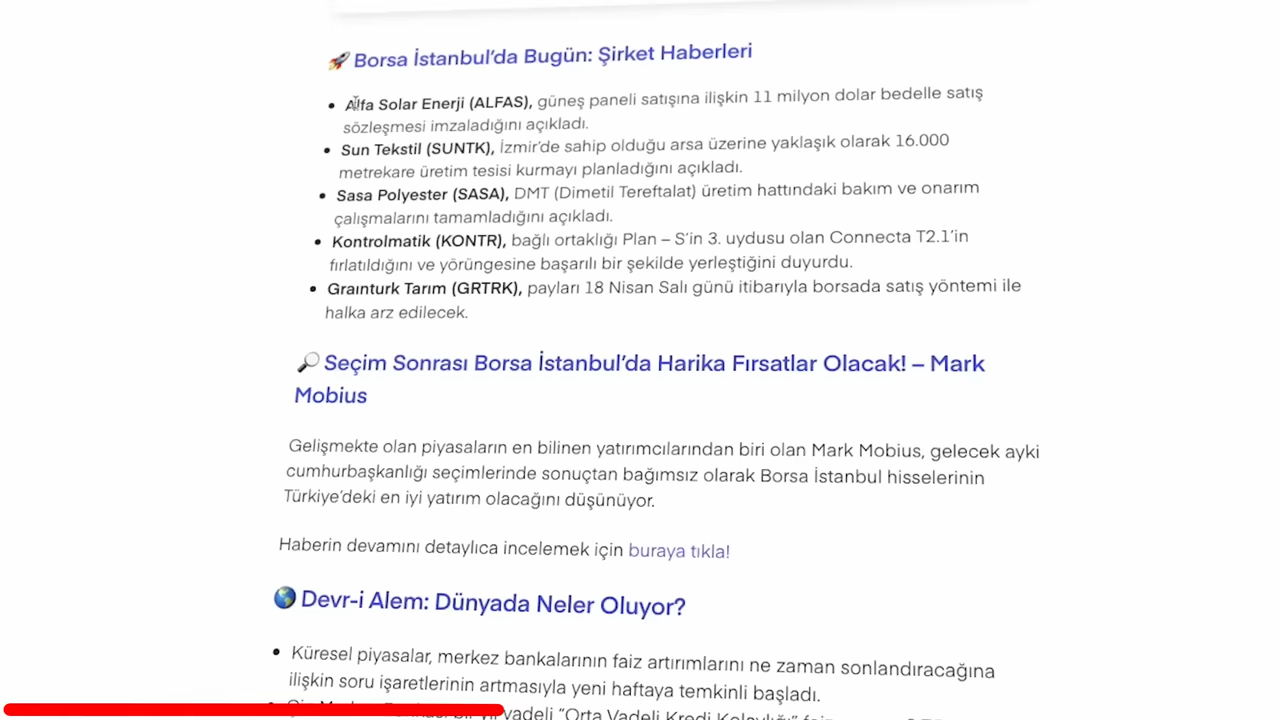 🚀 Borsa İstanbul'da Bugün: Şirket Haberleri
• Alfa Solar Enerji (ALFAS), güneş paneli satışına ilişkin 11 milyon dolar bedelle satış
sözleşmesi imzaladığını açıkladı.
• Sun Tekstil (SUNTK), İzmir'de sahip olduğu arsa üzerine yaklaşık olarak 16.000
metrekare üretim tesisi kurmayı planladığını açıkladı.
• Sasa Polyester (SASA), DMT (Dimetil Tereftalat) üretim hattındaki bakım ve onarım
çalışmalarını tamamladığını açıkladı.
• Kontrolmatik (KONTR), bağlı ortaklığı Plan – S'in 3. uydusu olan Connecta T2.1'in
fırlatıldığını ve yörüngesine başarılı bir şekilde yerleştiğini duyurdu.
• Grainturk Tarım (GRTRK), payları 18 Nisan Salı günü itibarıyla borsada satış yöntemi ile
halka arz edilecek.
🔎 Seçim Sonrası Borsa İstanbul'da Harika Fırsatlar Olacak! – Mark
Mobius
Gelişmekte olan piyasaların en bilinen yatırımcılarından biri olan Mark Mobius, gelecek ayki
cumhurbaşkanlığı seçimlerinde sonuçtan bağımsız olarak Borsa İstanbul hisselerinin
Türkiye'deki en iyi yatırım olacağını düşünüyor.
Haberin devamını detaylıca incelemek için buraya tıkla!
🌎 Devr-i Alem: Dünyada Neler Oluyor?
• Küresel piyasalar, merkez bankalarının faiz artırımlarını ne zaman sonlandıracağına
ilişkin soru işaretlerinin artmasıyla yeni haftaya temkinli başladı.
vadeli "Orta Vadeli Kredi Kolaylığı"